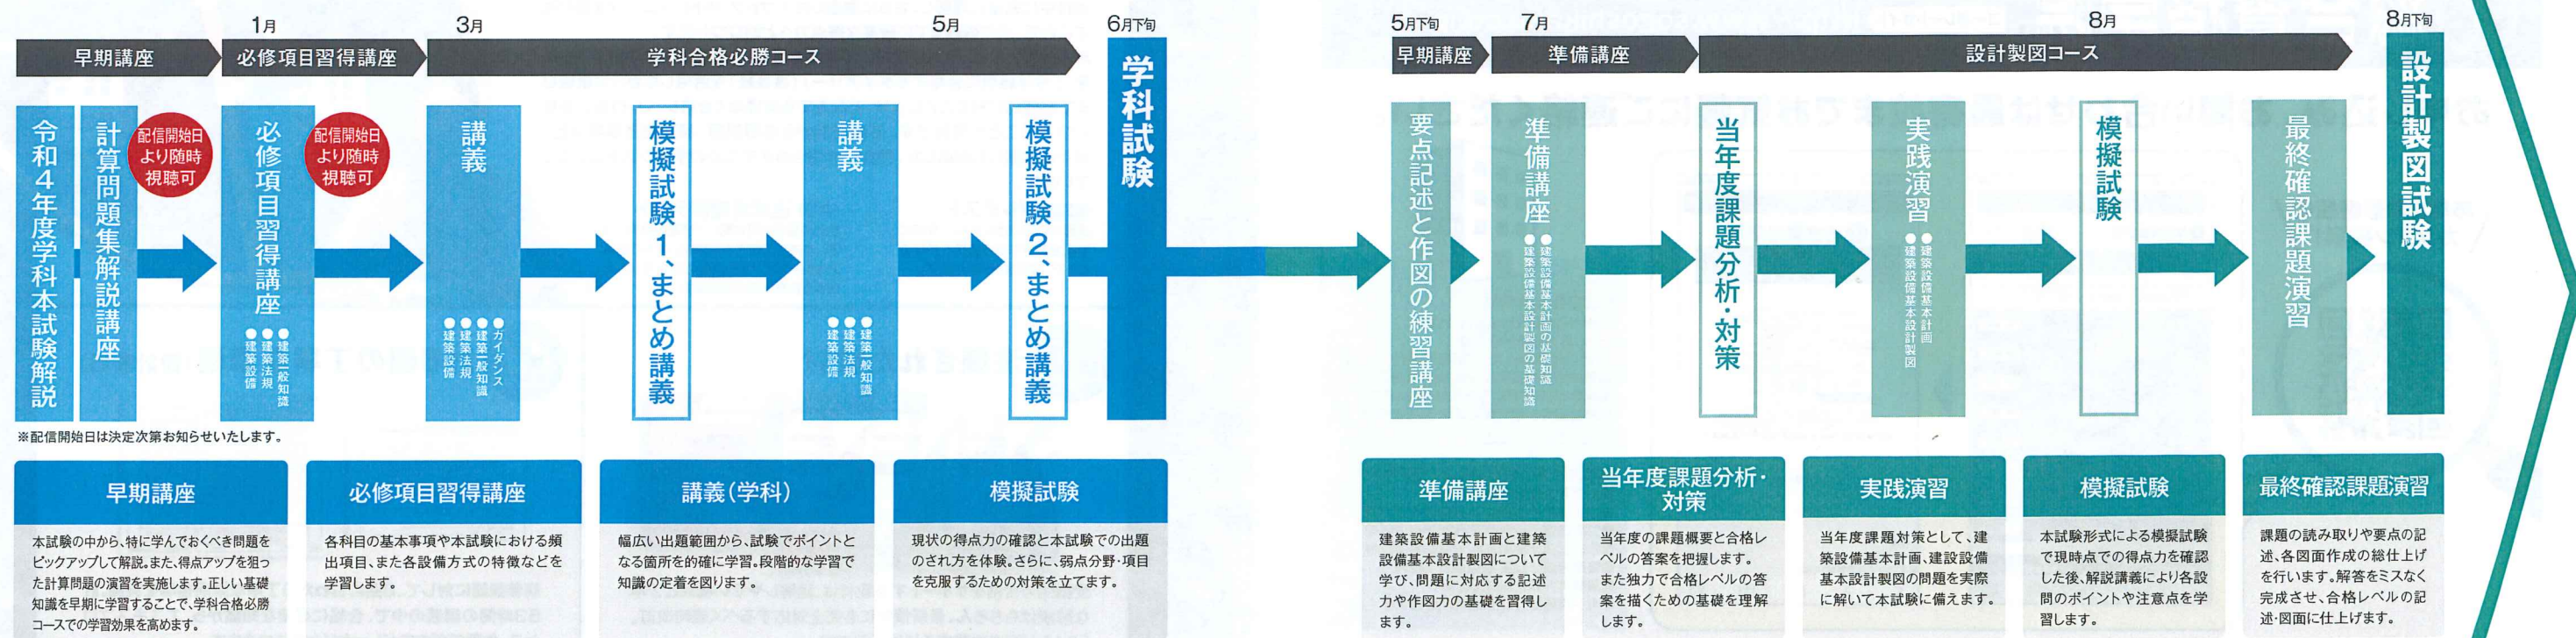 1月
3月
5月
6月下旬
早期講座
必修項目習得講座
学科合格必勝コース
令和4年度学科本試験解説
計算問題集解説講座
配信開始日
より随時
視聴可
必修項目習得講座
●建築一般知識
●建築法規
●建築設備
配信開始日
より随時
視聴可
講義
●ガイダンス
●建築一般知識
●建築法規
●建築設備
模擬試験1、まとめ講義
講義
●建築一般知識
●建築法規
●建築設備
模擬試験2、まとめ講義
学科試験
※配信開始日は決定次第お知らせいたします。
早期講座
本試験の中から、特に学んでおくべき問題を
ピックアップして解説。また、得点アップを狙っ
た計算問題の演習を実施します。正しい基礎
知識を早期に学習することで、学科合格必勝
コースでの学習効果を高めます。
必修項目習得講座
各科目の基本事項や本試験における頻
出項目、また各設備方式の特徴などを
学習します。
講義(学科)
幅広い出題範囲から、試験でポイントと
なる箇所を的確に学習。段階的な学習で
知識の定着を図ります。
模擬試験
現状の得点力の確認と本試験での出題
のされ方を体験。さらに、弱点分野・項目
を克服するための対策を立てます。
5月下旬
7月
8月
8月下旬
早期講座
準備講座
設計製図コース
要点記述と作図の練習講座
準備講座
●建築設備基本計画の基礎知識
●建築設備基本設計製図の基礎知識
当年度課題分析・対策
実践演習
●建築設備基本計画
●建築設備基本設計製図
模擬試験
最終確認課題演習
設計製図試験
準備講座
建築設備基本計画と建築
設備基本設計製図について
学び、問題に対応する記述
力や作図力の基礎を習得し
ます。
当年度課題分析・
対策
当年度の課題概要と合格レ
ベルの答案を把握します。
また独力で合格レベルの答
案を描くための基礎を理解
します。
実践演習
当年度課題対策として、建
築設備基本計画、建設設備
基本設計製図の問題を実際
に解いて本試験に備えます。
模擬試験
本試験形式による模擬試験
で現時点での得点力を確認
した後、解説講義により各設
問のポイントや注意点を学
習します。
最終確認課題演習
課題の読み取りや要点の記
述、各図面作成の総仕上げ
を行います。解答をミスなく
完成させ、合格レベルの記
述・図面に仕上げます。